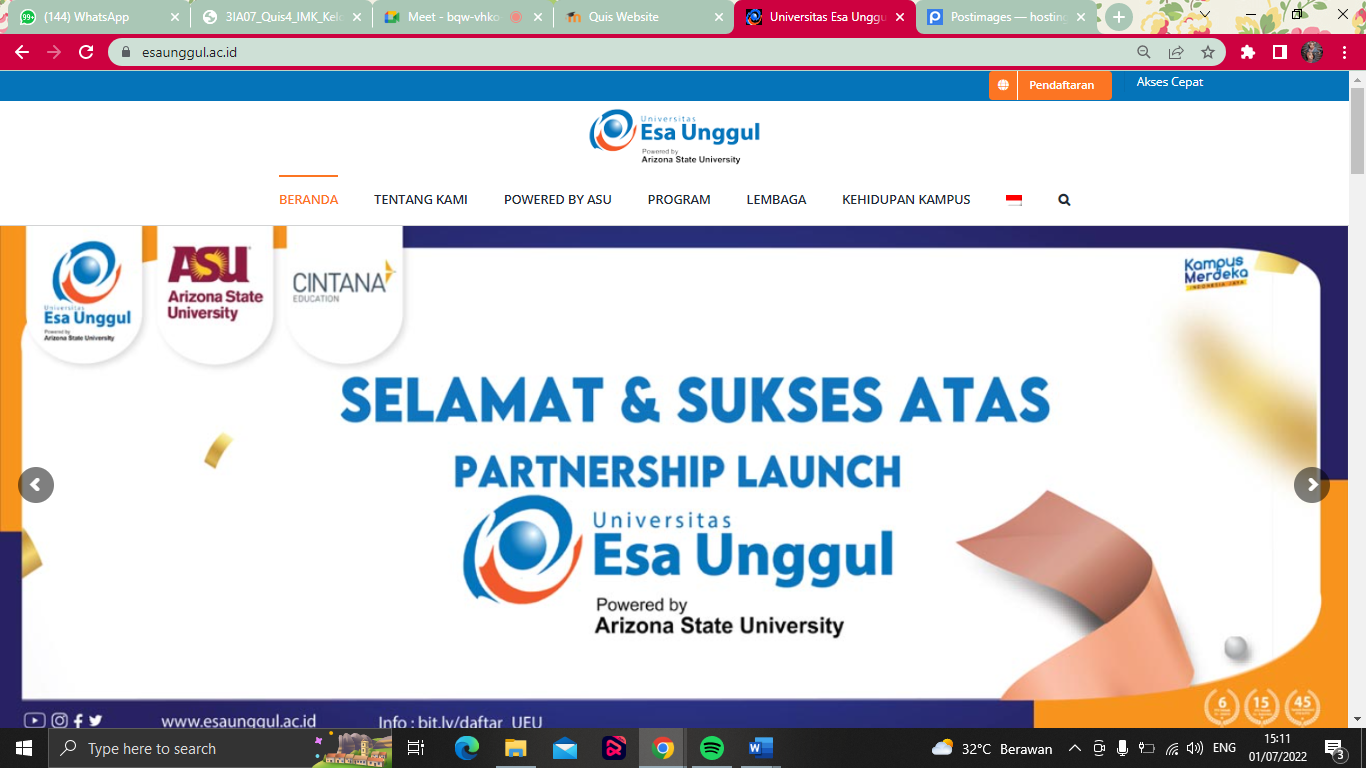 (144) WhatsApp
3IA07_Quis4_IMK_Kelo
Meet - bqw-vhko
Quis Website
Universitas Esa Unggu
Postimages — hosting
esaunggul.ac.id
Pendaftaran
Akses Cepat
Universitas
Esa Unggul
Powered by
Arizona State University
BERANDA
TENTANG KAMI
POWERED BY ASU
PROGRAM
LEMBAGA
KEHIDUPAN KAMPUS
Universitas
Esa Unggul
Powered by
Arizona State University
ASU
Arizona State
University
CINTANA
EDUCATION
Kampus
Merdeka
INDONESIA JAYA
SELAMAT & SUKSES ATAS
PARTNERSHIP LAUNCH
Universitas
Esa Unggul
Powered by
Arizona State University
www.esaunggul.ac.id
Info : bit.ly/daftar_UEU
6
15
45
Type here to search
32°C Berawan
ENG
15:11
01/07/2022
3